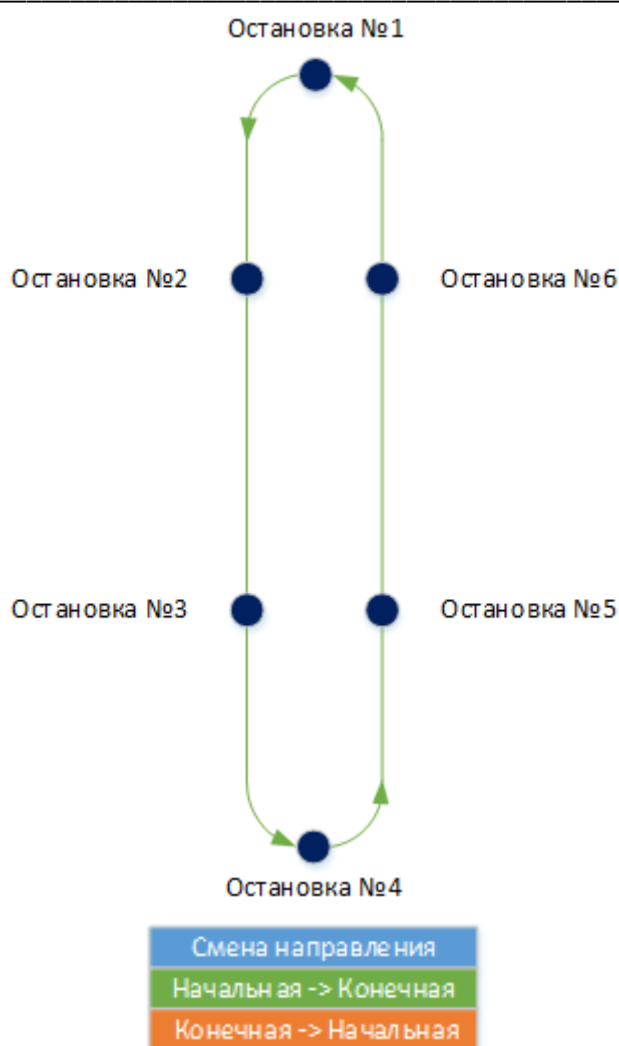 Остановка №1
Остановка №2
Остановка №6
Остановка №3
Остановка №5
Остановка №4
Смена направления
Начальная -> Конечная
Конечная -> Начальная